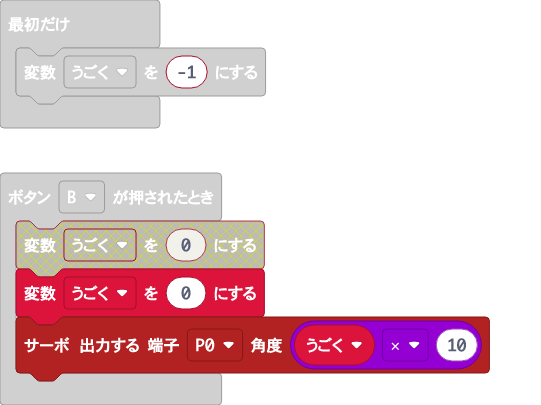 最初だけ
変数 うごく を -1 にする
ボタン B が押されたとき
変数 うごく を 0 にする
変数 うごく を 0 にする
サーボ 出力する 端子 P0 角度 うごく × 10